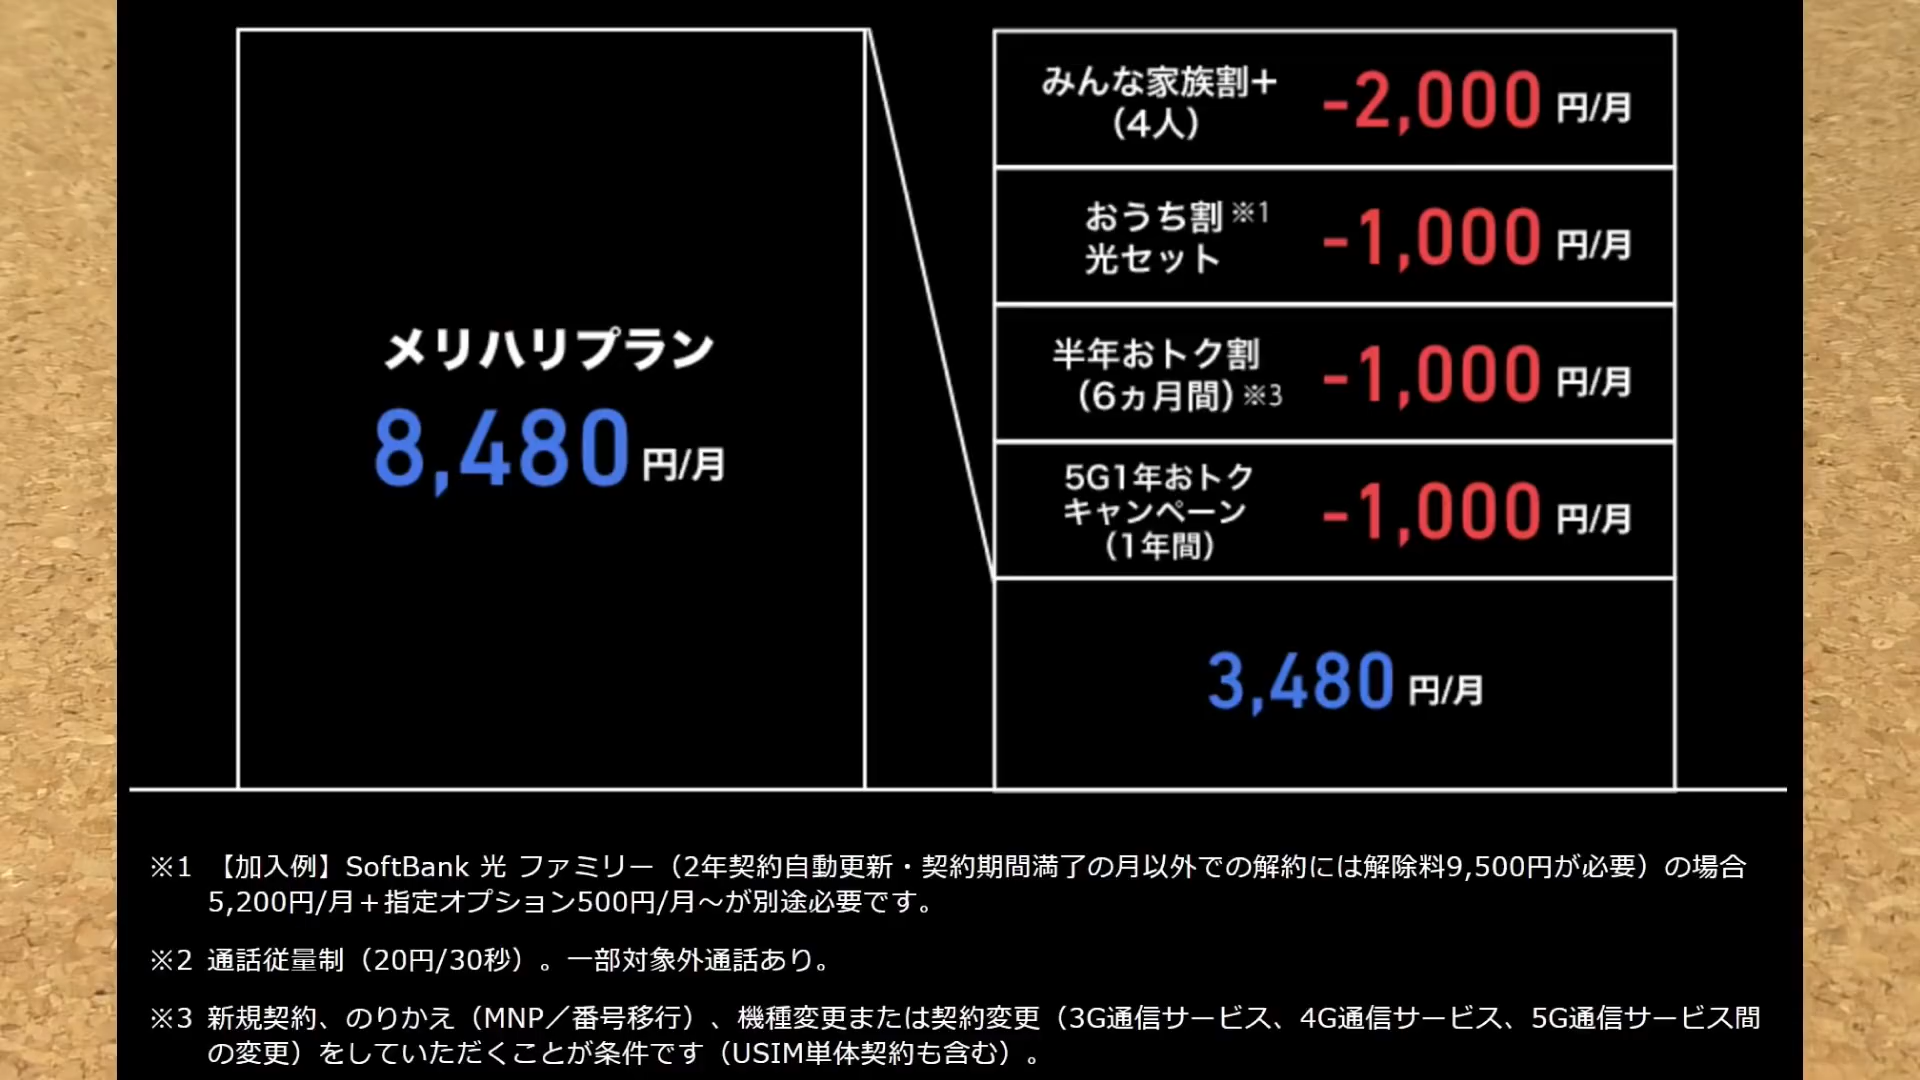 メリハリプラン
8,480円/月
みんな家族割＋
（4人）
-2,000円/月
おうち割※1
光セット
-1,000円/月
半年おトク割
（6ヵ月間）※3
-1,000円/月
5G1年おトク
キャンペーン
（1年間）
-1,000円/月
3,480円/月
※1 【加入例】SoftBank 光 ファミリー（2年契約自動更新・契約期間満了の月以外での解約には解除料9,500円が必要）の場合
5,200円/月＋指定オプション500円/月～が別途必要です。
※2 通話従量制（20円/30秒）。一部対象外通話あり。
※3 新規契約、のりかえ（MNP／番号移行）、機種変更または契約変更（3G通信サービス、4G通信サービス、5G通信サービス間
の変更）をしていただくことが条件です（USIM単体契約も含む）。